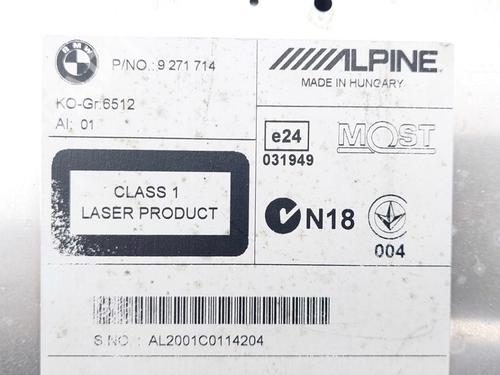 BMW
P/NO.: 9 271 714
ALPINE
MADE IN HUNGARY
KO-Gr:6512
AI: 01
e24
MOST
031949
CLASS 1
LASER PRODUCT
N18
004
S NO. : AL2001C0114204